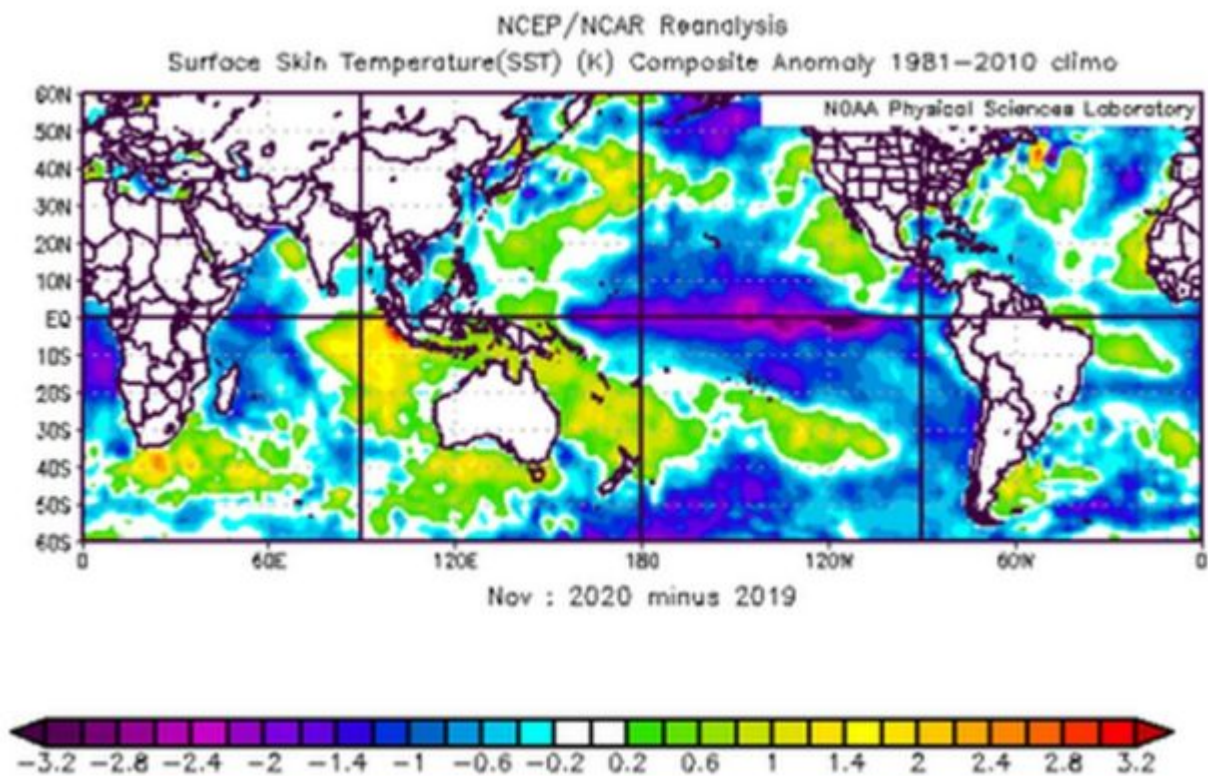 NCEP/NCAR Reanalysis
Surface Skin Temperature(SST) (K) Composite Anomaly 1981-2010 climo
NOAA Physical Sciences Laboratory
60N
50N
40N
30N
20N
10N
EQ
10S
20S
30S
40S
50S
60S
0 60E 120E 180 120W 60W 0
Nov : 2020 minus 2019
-3.2 -2.8 -2.4 -2 -1.4 -1 -0.6 -0.2 0.2 0.6 1 1.4 2 2.4 2.8 3.2